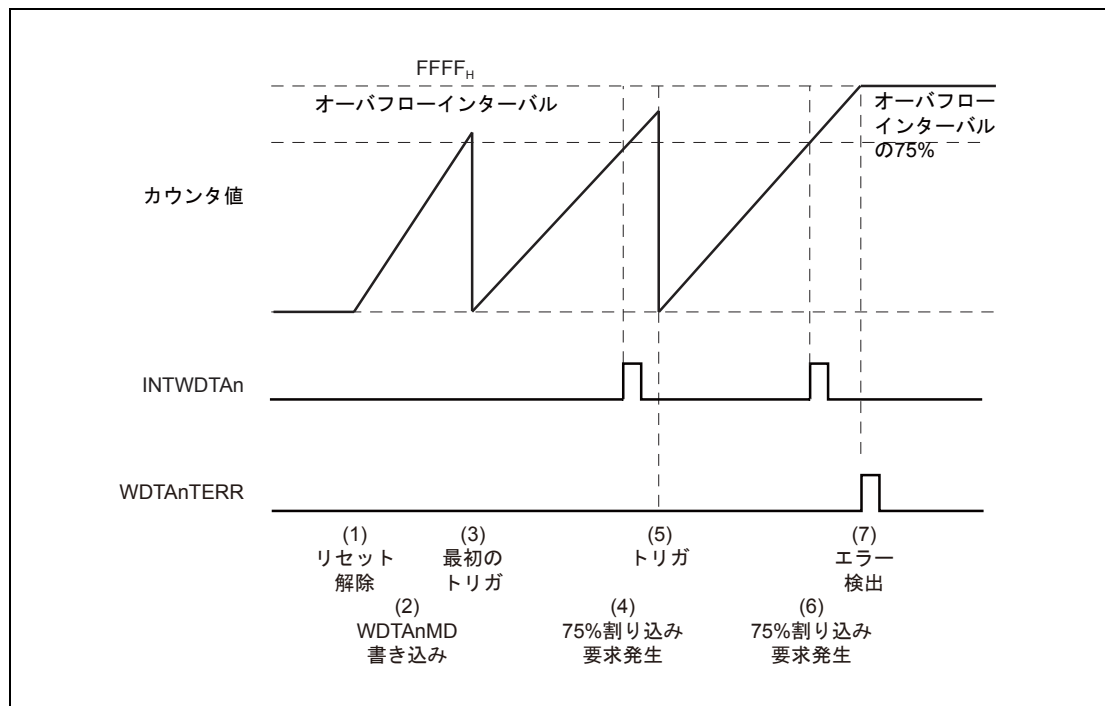 FFFFH
オーバフローインターバル
オーバフロー
インターバル
の75%
カウンタ値
INTWDTAn
WDTAnTERR
(1)
リセット
解除
(3)
最初の
トリガ
(5)
トリガ
(7)
エラー
検出
(2)
WDTAnMD
書き込み
(4)
75%割り込み
要求発生
(6)
75%割り込み
要求発生